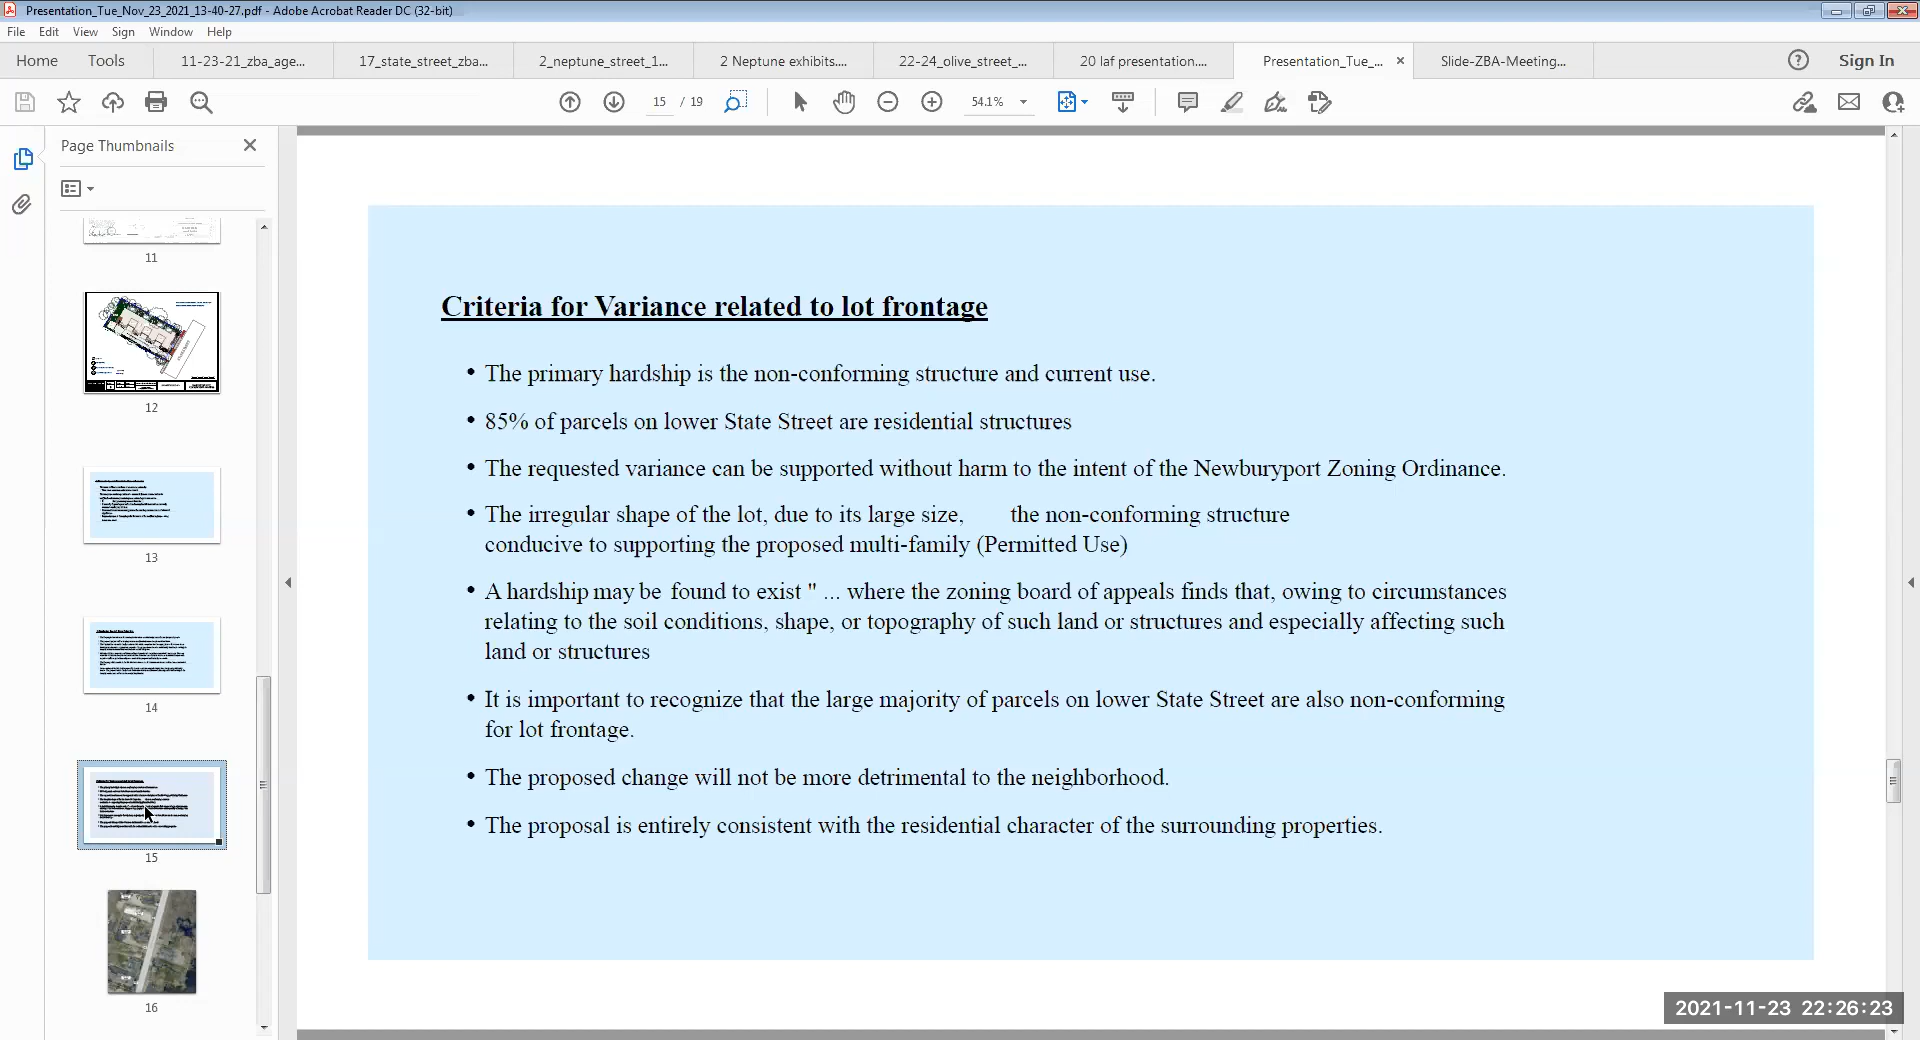 Presentation_Tue_Nov_23_2021_13-40-27.pdf - Adobe Acrobat Reader DC (32-bit)
File Edit View Sign Window Help
Home Tools 11-23-21_zba_age... 17_state_street_zba... 2_neptune_street_1... 2 Neptune exhibits.... 22-24_olive_street_... 20 laf presentation.... Presentation_Tue_... Slide-ZBA-Meeting... Sign In
15 / 19 54.1%
Page Thumbnails
11
12
13
14
15
16
Criteria for Variance related to lot frontage
• The primary hardship is the non-conforming structure and current use.
• 85% of parcels on lower State Street are residential structures
• The requested variance can be supported without harm to the intent of the Newburyport Zoning Ordinance.
• The irregular shape of the lot, due to its large size, the non-conforming structure
conducive to supporting the proposed multi-family (Permitted Use)
• A hardship may be found to exist " ... where the zoning board of appeals finds that, owing to circumstances
relating to the soil conditions, shape, or topography of such land or structures and especially affecting such
land or structures
• It is important to recognize that the large majority of parcels on lower State Street are also non-conforming
for lot frontage.
• The proposed change will not be more detrimental to the neighborhood.
• The proposal is entirely consistent with the residential character of the surrounding properties.
2021-11-23 22:26:23